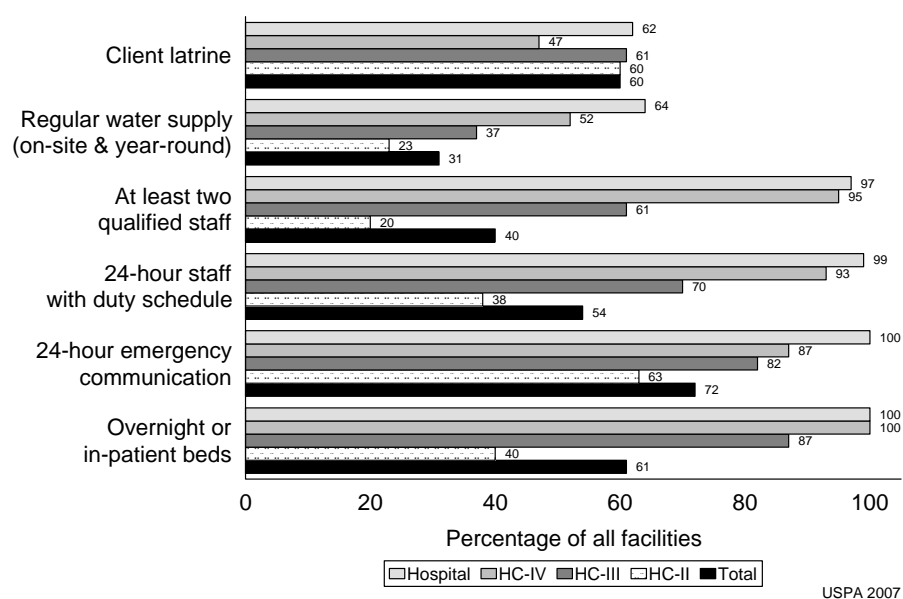 Client latrine
62
47
61
60
60
Regular water supply
(on-site & year-round)
64
52
37
23
31
At least two
qualified staff
97
95
61
20
40
24-hour staff
with duty schedule
99
93
70
38
54
24-hour emergency
communication
100
87
82
63
72
Overnight or
in-patient beds
100
100
87
40
61
0 20 40 60 80 100
Percentage of all facilities
Hospital HC-IV HC-III HC-II Total
USPA 2007